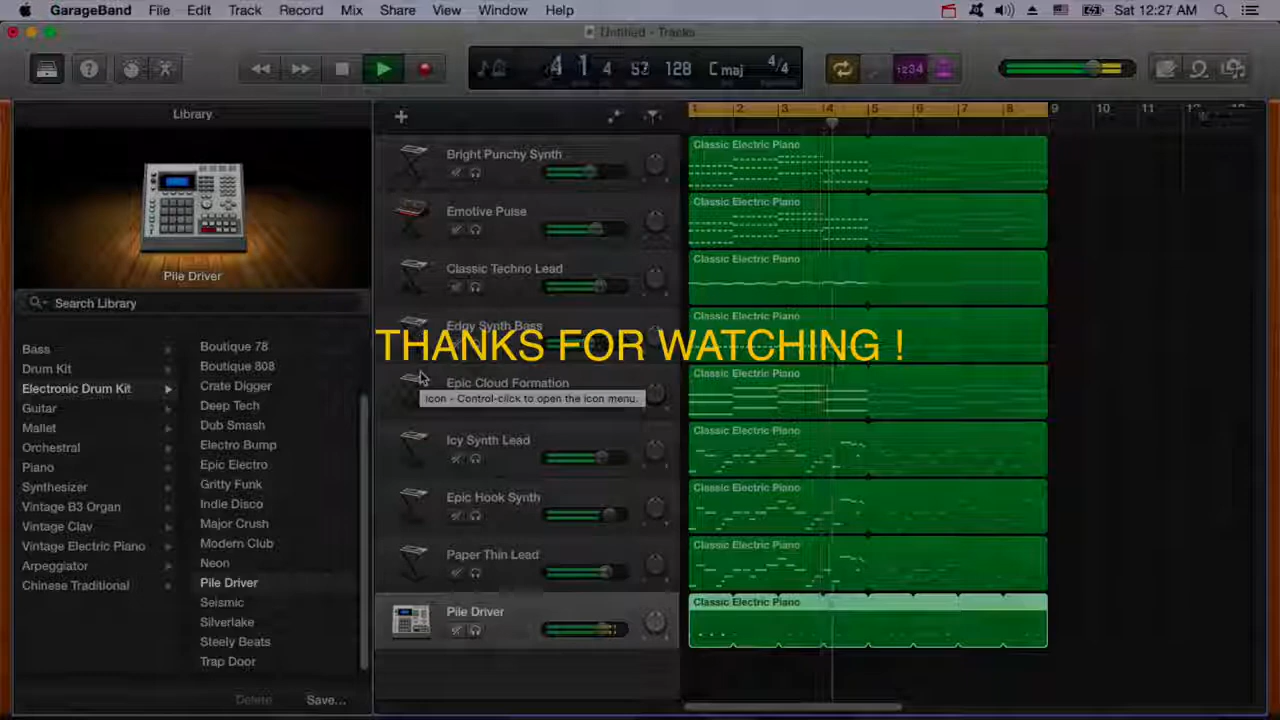 GarageBand File Edit Track Record Mix Share View Window Help Sat 12:27 AM
Untitled - Tracks
4 1 4 57 128 C maj 4/4
1234
Library
1 2 3 4 5 6 7 8 9 10 11 12 13
Pile Driver
Search Library
Bass
Drum Kit
Electronic Drum Kit
Guitar
Mallet
Orchestral
Piano
Synthesizer
Vintage B3 Organ
Vintage Clav
Vintage Electric Piano
Arpeggiator
Chinese Traditional
Boutique 78
Boutique 808
Crate Digger
Deep Tech
Dub Smash
Electro Bump
Epic Electro
Gritty Funk
Indie Disco
Major Crush
Modern Club
Neon
Pile Driver
Seismic
Silverlake
Steely Beats
Trap Door
Delete Save...
Bright Punchy Synth
Classic Electric Piano
Emotive Pulse
Classic Electric Piano
Classic Techno Lead
Classic Electric Piano
Edgy Synth Bass
Classic Electric Piano
THANKS FOR WATCHING !
Epic Cloud Formation
Classic Electric Piano
Icon - Control-click to open the icon menu.
Icy Synth Lead
Classic Electric Piano
Epic Hook Synth
Classic Electric Piano
Paper Thin Lead
Classic Electric Piano
Pile Driver
Classic Electric Piano